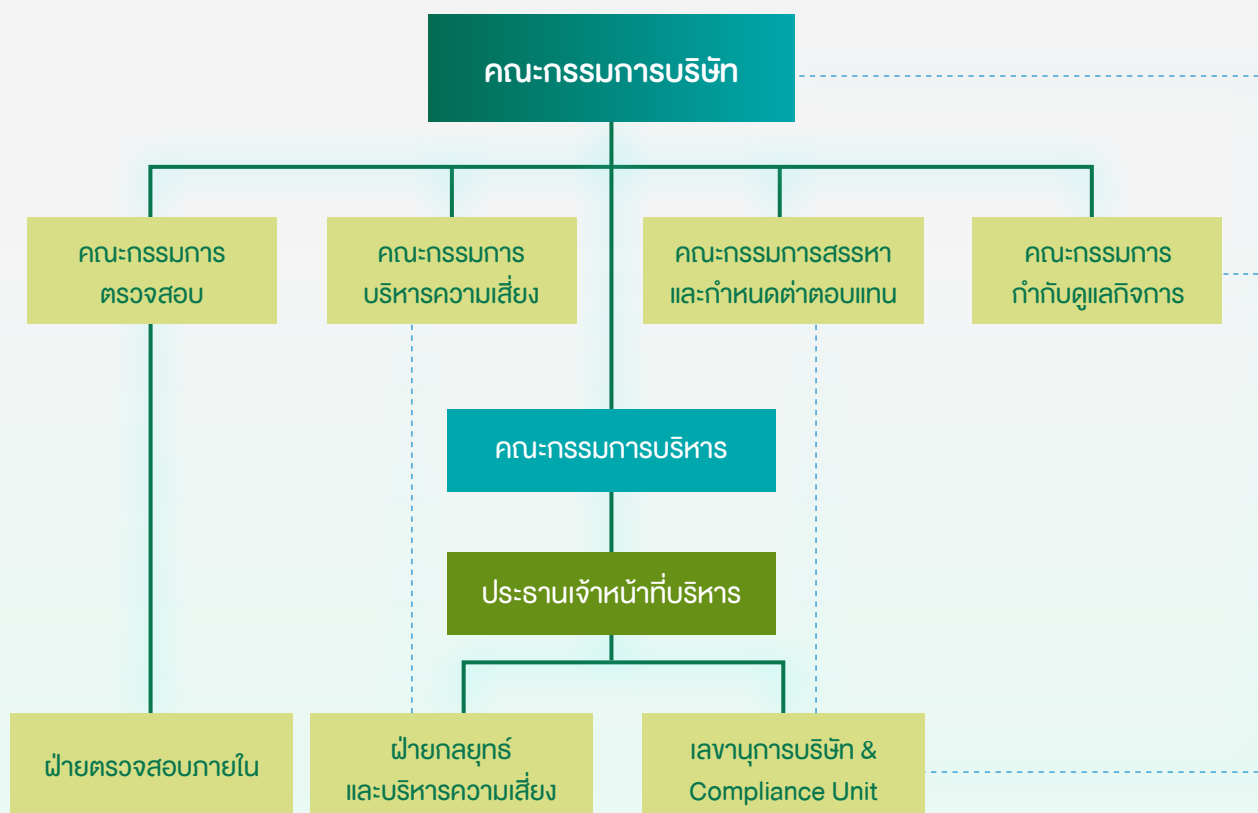 คณะกรรมการบริษัท
คณะกรรมการ
ตรวจสอบ
คณะกรรมการ
บริหารความเสี่ยง
คณะกรรมการสรรหา
และกำหนดต่าตอบแทน
คณะกรรมการ
กำกับดูแลกิจการ
คณะกรรมการบริหาร
ประธานเจ้าหน้าที่บริหาร
ฝ่ายตรวจสอบภายใน
ฝ่ายกลยุทธ์
และบริหารความเสี่ยง
เลขานุการบริษัท &
Compliance Unit